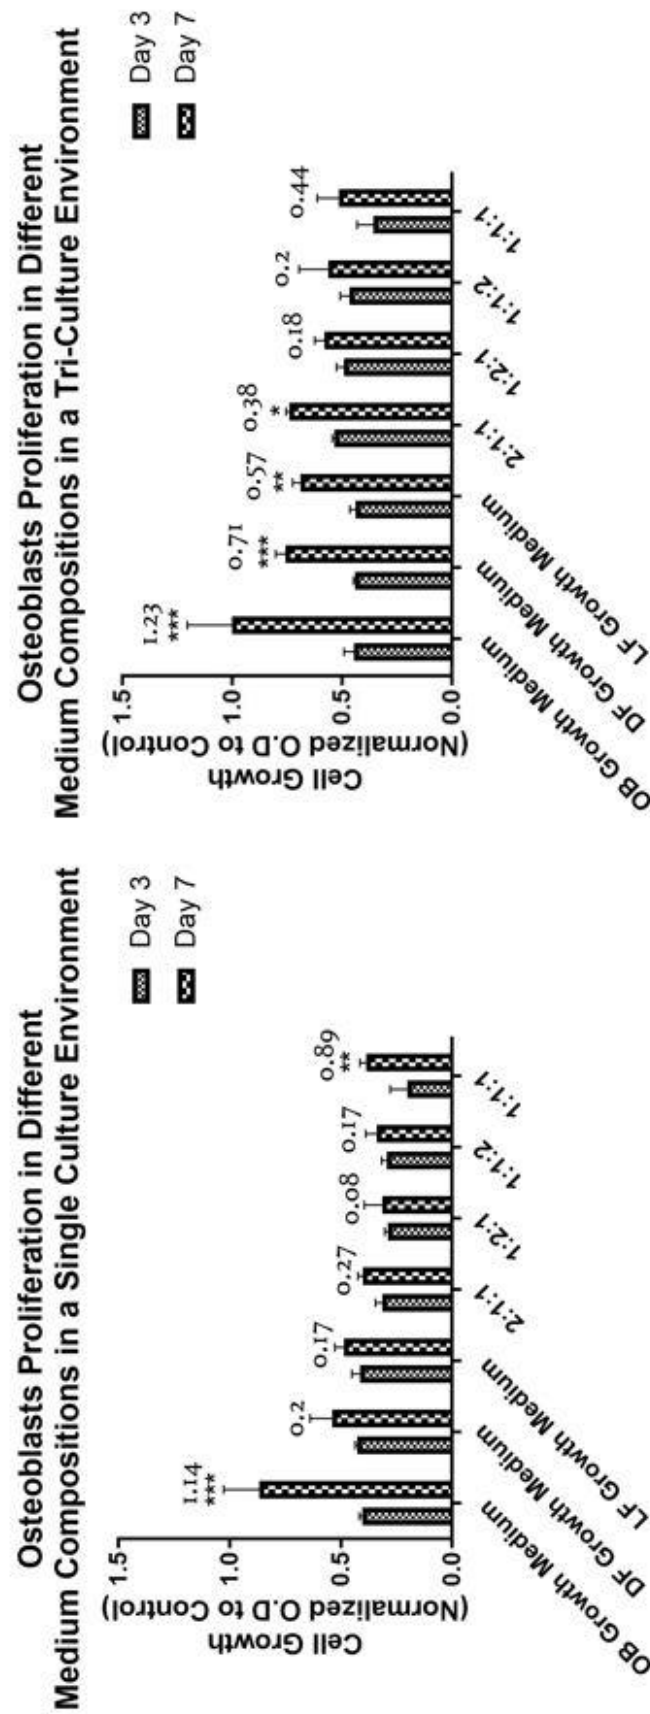 Osteoblasts Proliferation in Different
Medium Compositions in a Single Culture Environment
Day 3
Day 7
Cell Growth
(Normalized O.D to Control)
1.5
1.0
0.5
0.0
1.14
***
0.2
0.17
0.27
0.08
0.17
0.89
**
OB Growth Medium
DF Growth Medium
LF Growth Medium
2:1:1
1:2:1
1:1:2
1:1:1
Osteoblasts Proliferation in Different
Medium Compositions in a Tri-Culture Environment
Day 3
Day 7
Cell Growth
(Normalized O.D to Control)
1.5
1.0
0.5
0.0
1.23
***
0.71
***
0.57
**
0.38
*
0.18
0.2
0.44
OB Growth Medium
DF Growth Medium
LF Growth Medium
2:1:1
1:2:1
1:1:2
1:1:1